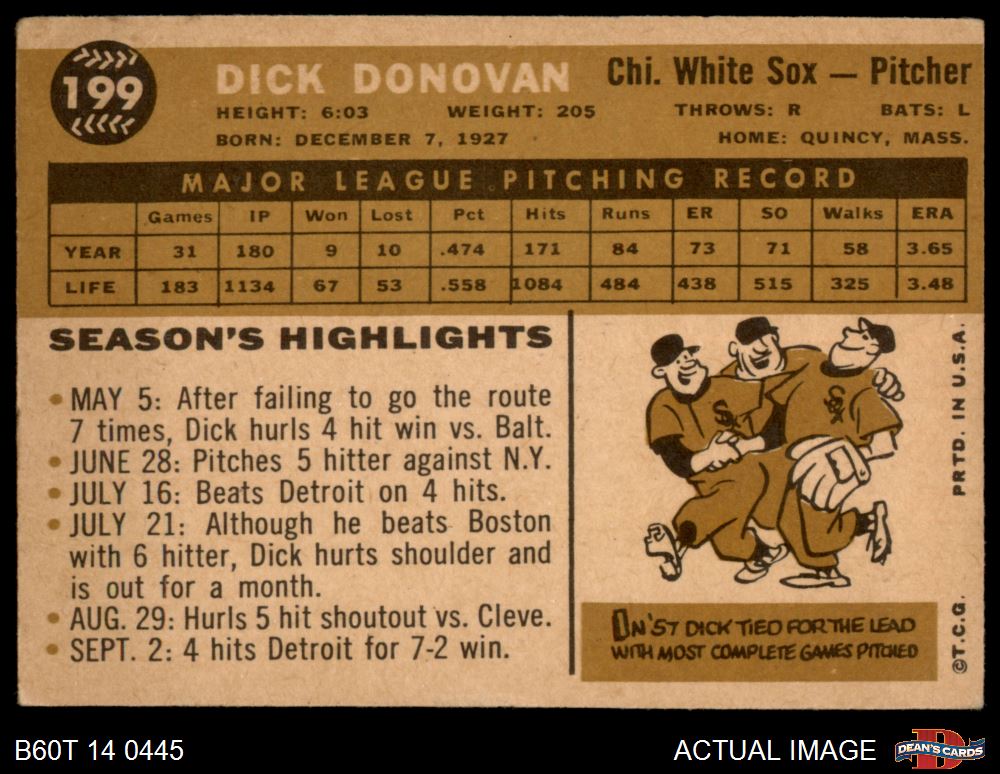 199
DICK DONOVAN Chi. White Sox — Pitcher
HEIGHT: 6:03 WEIGHT: 205 THROWS: R BATS: L
BORN: DECEMBER 7, 1927 HOME: QUINCY, MASS.
MAJOR LEAGUE PITCHING RECORD
Games IP Won Lost Pct Hits Runs ER SO Walks ERA
YEAR 31 180 9 10 .474 171 84 73 71 58 3.65
LIFE 183 1134 67 53 .558 1084 484 438 515 325 3.48
SEASON'S HIGHLIGHTS
• MAY 5: After failing to go the route
7 times, Dick hurls 4 hit win vs. Balt.
• JUNE 28: Pitches 5 hitter against N.Y.
• JULY 16: Beats Detroit on 4 hits.
• JULY 21: Although he beats Boston
with 6 hitter, Dick hurts shoulder and
is out for a month.
• AUG. 29: Hurls 5 hit shoutout vs. Cleve.
• SEPT. 2: 4 hits Detroit for 7-2 win.
SOX
SOX
IN '57 DICK TIED FOR THE LEAD
WITH MOST COMPLETE GAMES PITCHED
©T.C.G. PRTD. IN U.S.A.
B60T 14 0445 ACTUAL IMAGE
DEAN'S CARDS